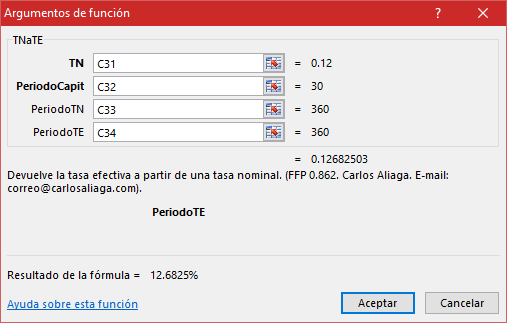 Argumentos de función ?
TNaTE
TN C31 = 0.12
PeriodoCapit C32 = 30
PeriodoTN C33 = 360
PeriodoTE C34 = 360
= 0.12682503
Devuelve la tasa efectiva a partir de una tasa nominal. (FFP 0.862. Carlos Aliaga. E-mail:
correo@carlosaliaga.com).
PeriodoTE
Resultado de la fórmula = 12.6825%
Ayuda sobre esta función Aceptar Cancelar